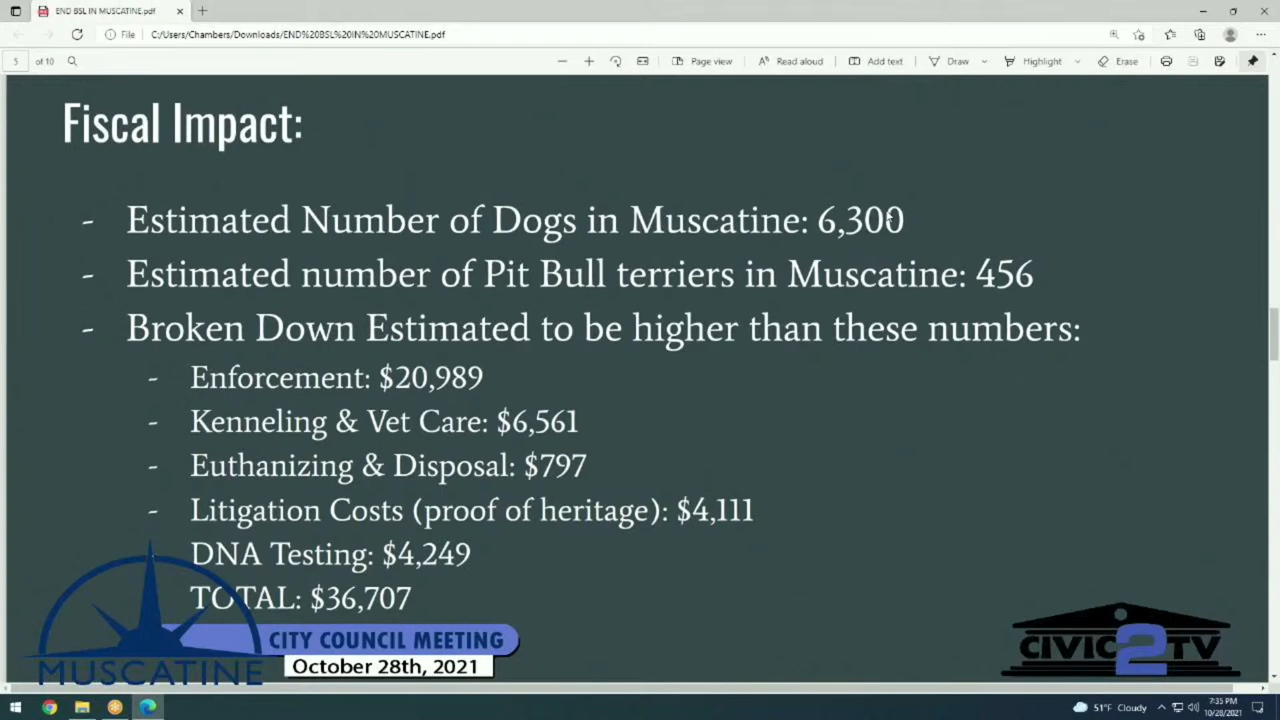 END BSL IN MUSCATINE.pdf
File C:/Users/Chambers/Downloads/END%20BSL%20IN%20MUSCATINE.pdf
5 of 10 Page view Read aloud Add text Draw Highlight Erase
Fiscal Impact:
- Estimated Number of Dogs in Muscatine: 6,300
- Estimated number of Pit Bull terriers in Muscatine: 456
- Broken Down Estimated to be higher than these numbers:
- Enforcement: $20,989
- Kenneling & Vet Care: $6,561
- Euthanizing & Disposal: $797
- Litigation Costs (proof of heritage): $4,111
DNA Testing: $4,249
TOTAL: $36,707
CITY COUNCIL MEETING
October 28th, 2021
MUSCATINE
CIVIC2TV
51°F Cloudy
7:35 PM
10/28/2021